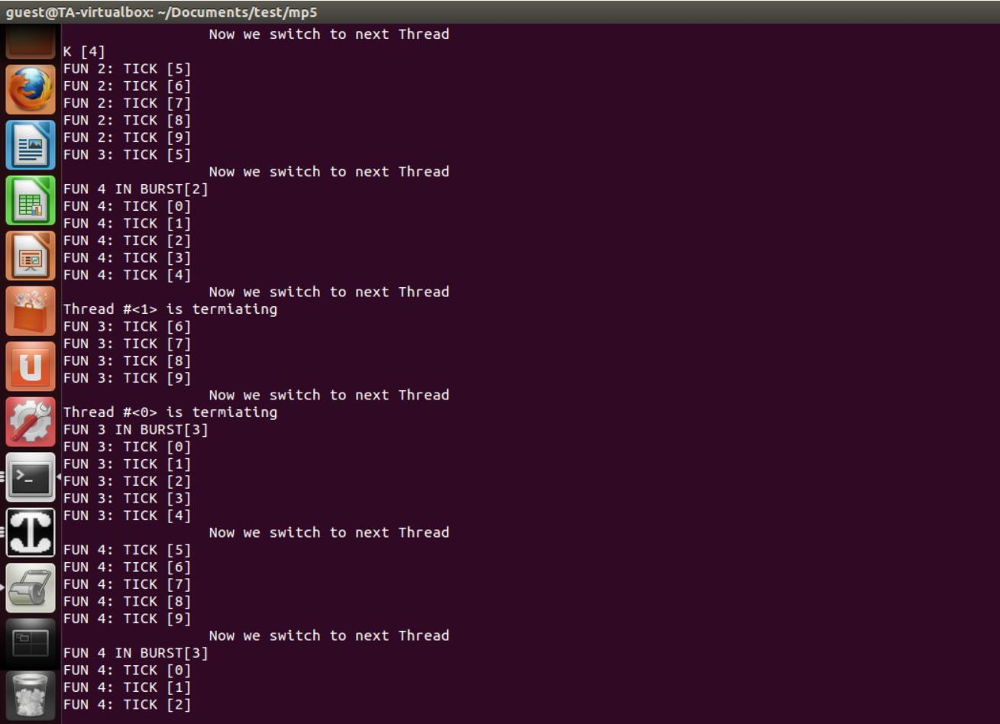 guest@TA-virtualbox: ~/Documents/test/mp5
Now we switch to next Thread
K [4]
FUN 2: TICK [5]
FUN 2: TICK [6]
FUN 2: TICK [7]
FUN 2: TICK [8]
FUN 2: TICK [9]
FUN 3: TICK [5]
Now we switch to next Thread
FUN 4 IN BURST[2]
FUN 4: TICK [0]
FUN 4: TICK [1]
FUN 4: TICK [2]
FUN 4: TICK [3]
FUN 4: TICK [4]
Now we switch to next Thread
Thread #<1> is termiating
FUN 3: TICK [6]
FUN 3: TICK [7]
FUN 3: TICK [8]
FUN 3: TICK [9]
Now we switch to next Thread
Thread #<0> is termiating
FUN 3 IN BURST[3]
FUN 3: TICK [0]
FUN 3: TICK [1]
FUN 3: TICK [2]
FUN 3: TICK [3]
FUN 3: TICK [4]
Now we switch to next Thread
FUN 4: TICK [5]
FUN 4: TICK [6]
FUN 4: TICK [7]
FUN 4: TICK [8]
FUN 4: TICK [9]
Now we switch to next Thread
FUN 4 IN BURST[3]
FUN 4: TICK [0]
FUN 4: TICK [1]
FUN 4: TICK [2]